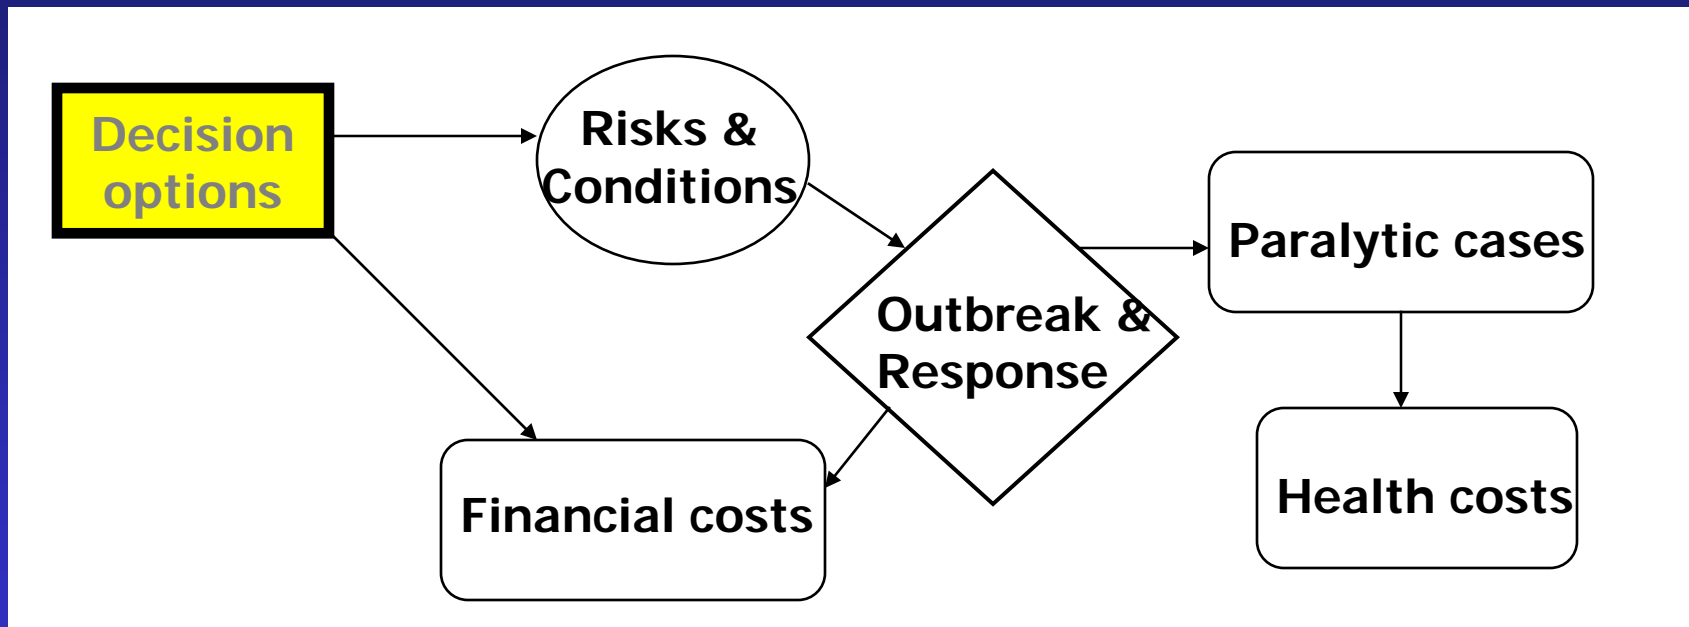 Decision
options
Risks &
Conditions
Outbreak &
Response
Paralytic cases
Financial costs
Health costs